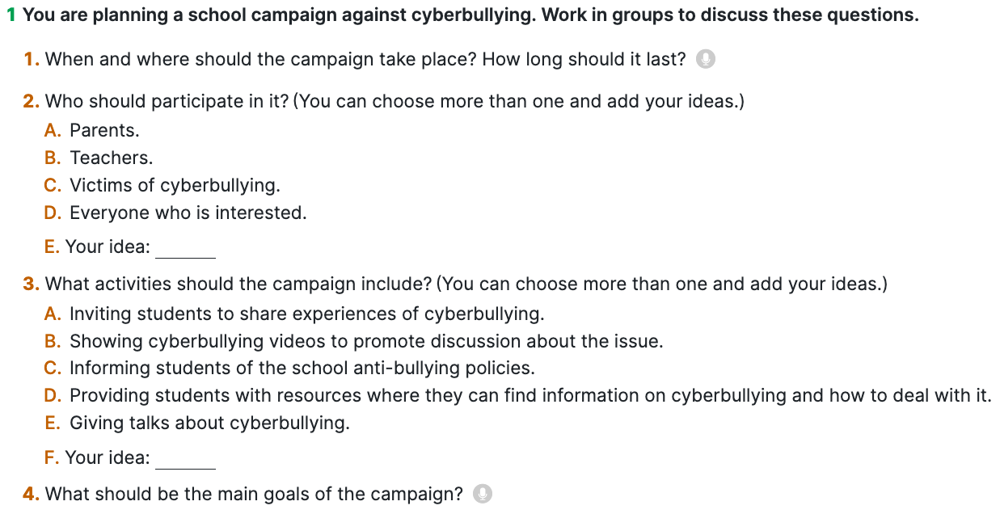 1 You are planning a school campaign against cyberbullying. Work in groups to discuss these questions.
1. When and where should the campaign take place? How long should it last?
2. Who should participate in it? (You can choose more than one and add your ideas.)
A. Parents.
B. Teachers.
C. Victims of cyberbullying.
D. Everyone who is interested.
E. Your idea: ______
3. What activities should the campaign include? (You can choose more than one and add your ideas.)
A. Inviting students to share experiences of cyberbullying.
B. Showing cyberbullying videos to promote discussion about the issue.
C. Informing students of the school anti-bullying policies.
D. Providing students with resources where they can find information on cyberbullying and how to deal with it.
E. Giving talks about cyberbullying.
F. Your idea: ______
4. What should be the main goals of the campaign?